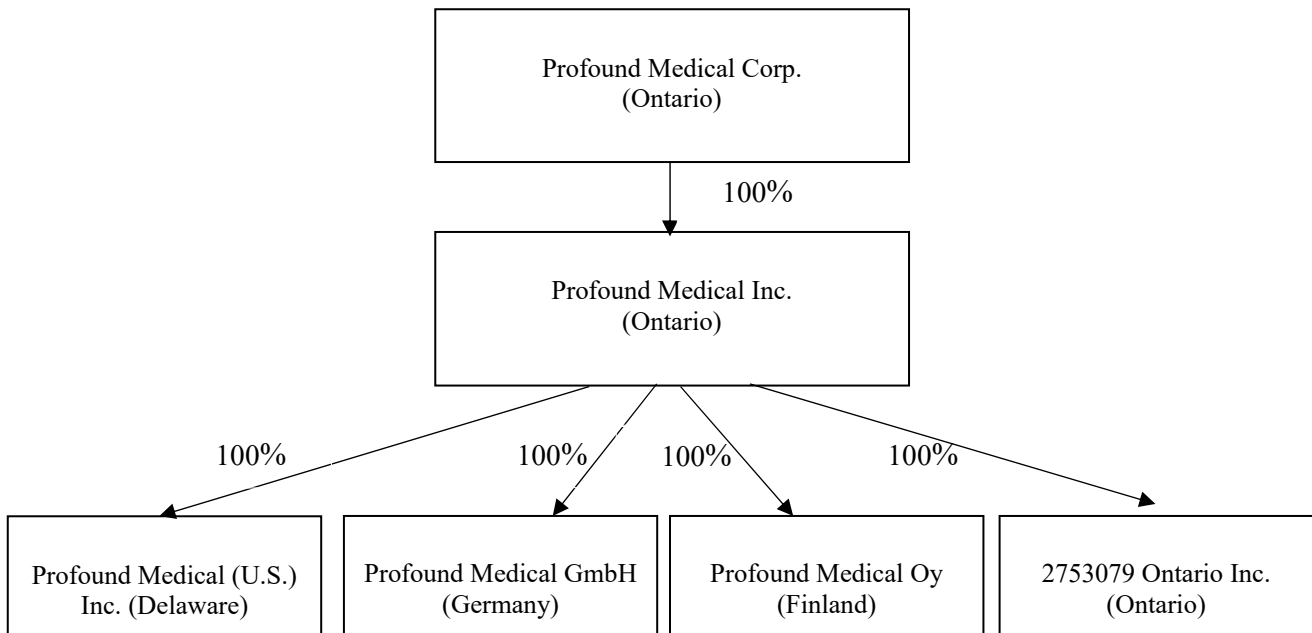 Profound Medical Corp.
(Ontario)
100%
Profound Medical Inc.
(Ontario)
100%
100%
100%
100%
Profound Medical (U.S.)
Inc. (Delaware)
Profound Medical GmbH
(Germany)
Profound Medical Oy
(Finland)
2753079 Ontario Inc.
(Ontario)